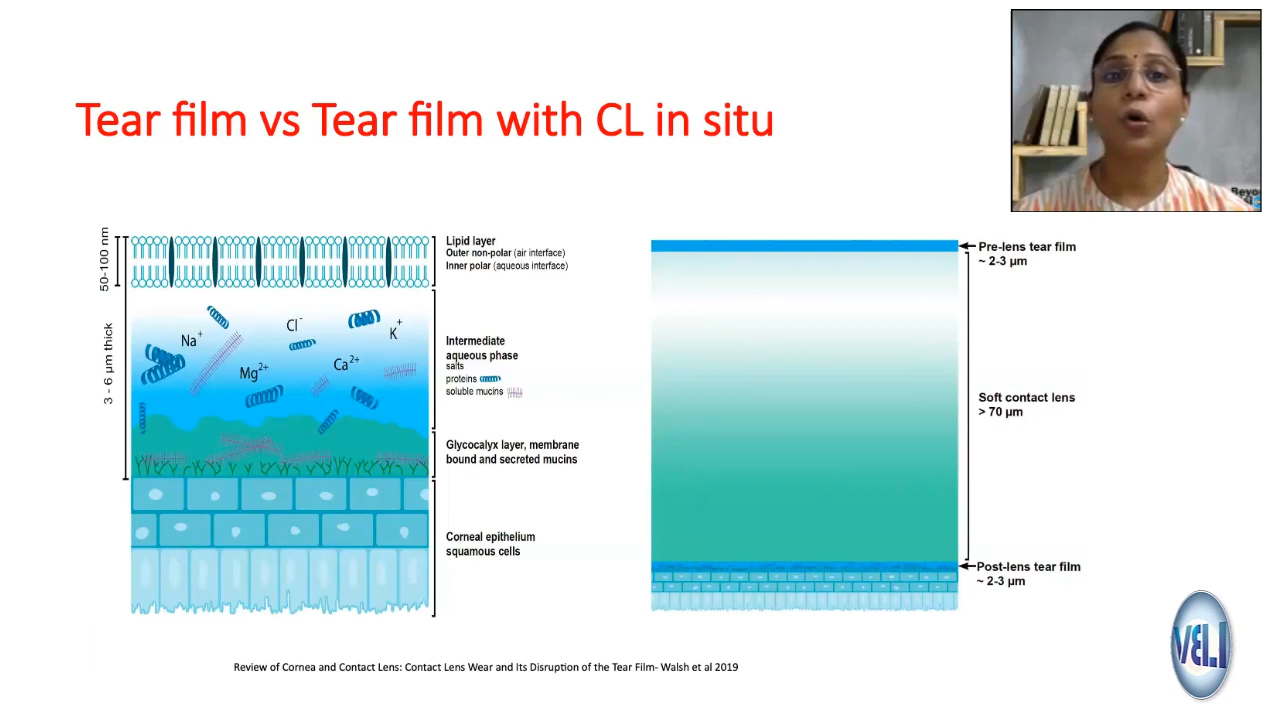 Tear film vs Tear film with CL in situ
50-100 nm
3 - 6 µm thick
Lipid layer
Outer non-polar (air interface)
Inner polar (aqueous interface)
Na+
Cl-
K+
Mg2+
Ca2+
Intermediate
aqueous phase
salts
proteins
soluble mucins
Glycocalyx layer, membrane
bound and secreted mucins
Corneal epithelium
squamous cells
Pre-lens tear film
~ 2-3 µm
Soft contact lens
> 70 µm
Post-lens tear film
~ 2-3 µm
Review of Cornea and Contact Lens: Contact Lens Wear and Its Disruption of the Tear Film- Walsh et al 2019